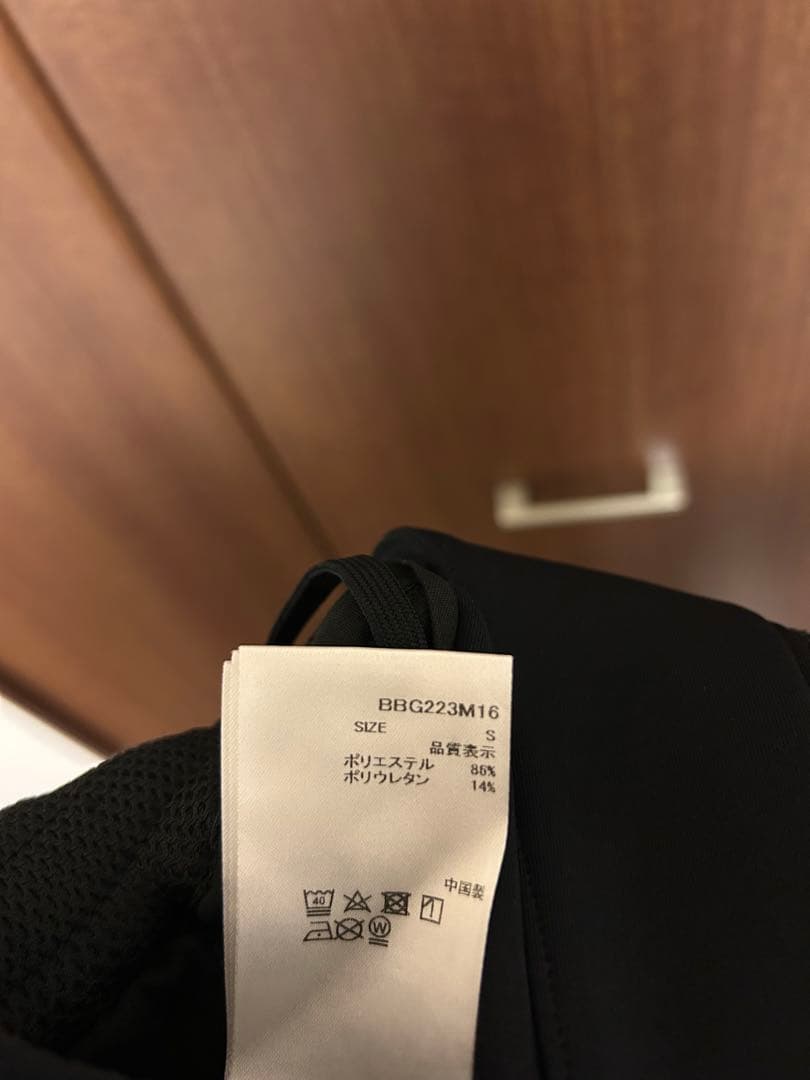 BBG223M16
SIZE S
品質表示
ポリエステル 86%
ポリウレタン 14%
中国製
40
W